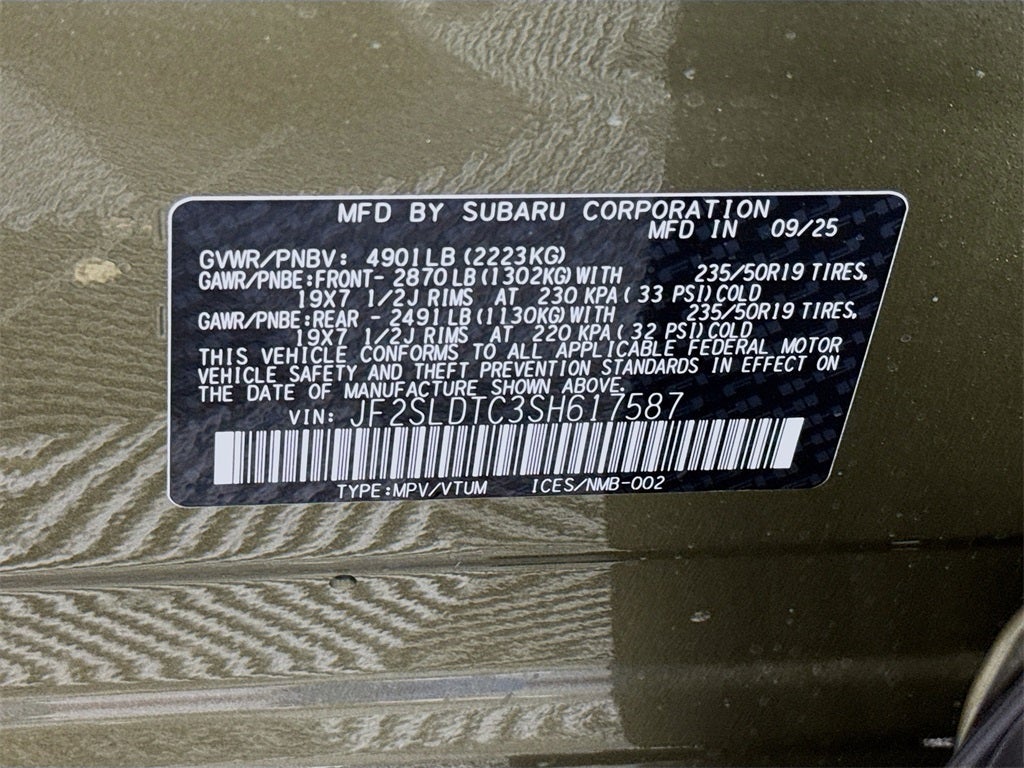 MFD BY SUBARU CORPORATION
MFD IN 09/25
GVWR/PNBV: 4901LB(2223KG)
GAWR/PNBE:FRONT- 2870LB(1302KG)WITH 235/50R19 TIRES,
19X7 1/2J RIMS AT 230 KPA( 33 PSI)COLD
GAWR/PNBE:REAR - 2491LB(1130KG)WITH 235/50R19 TIRES,
19X7 1/2J RIMS AT 220 KPA( 32 PSI)COLD
THIS VEHICLE CONFORMS TO ALL APPLICABLE FEDERAL MOTOR
VEHICLE SAFETY AND THEFT PREVENTION STANDARDS IN EFFECT ON
THE DATE OF MANUFACTURE SHOWN ABOVE.
VIN: JF2SLDTC3SH617587
TYPE:MPV/VTUM ICES/NMB-002